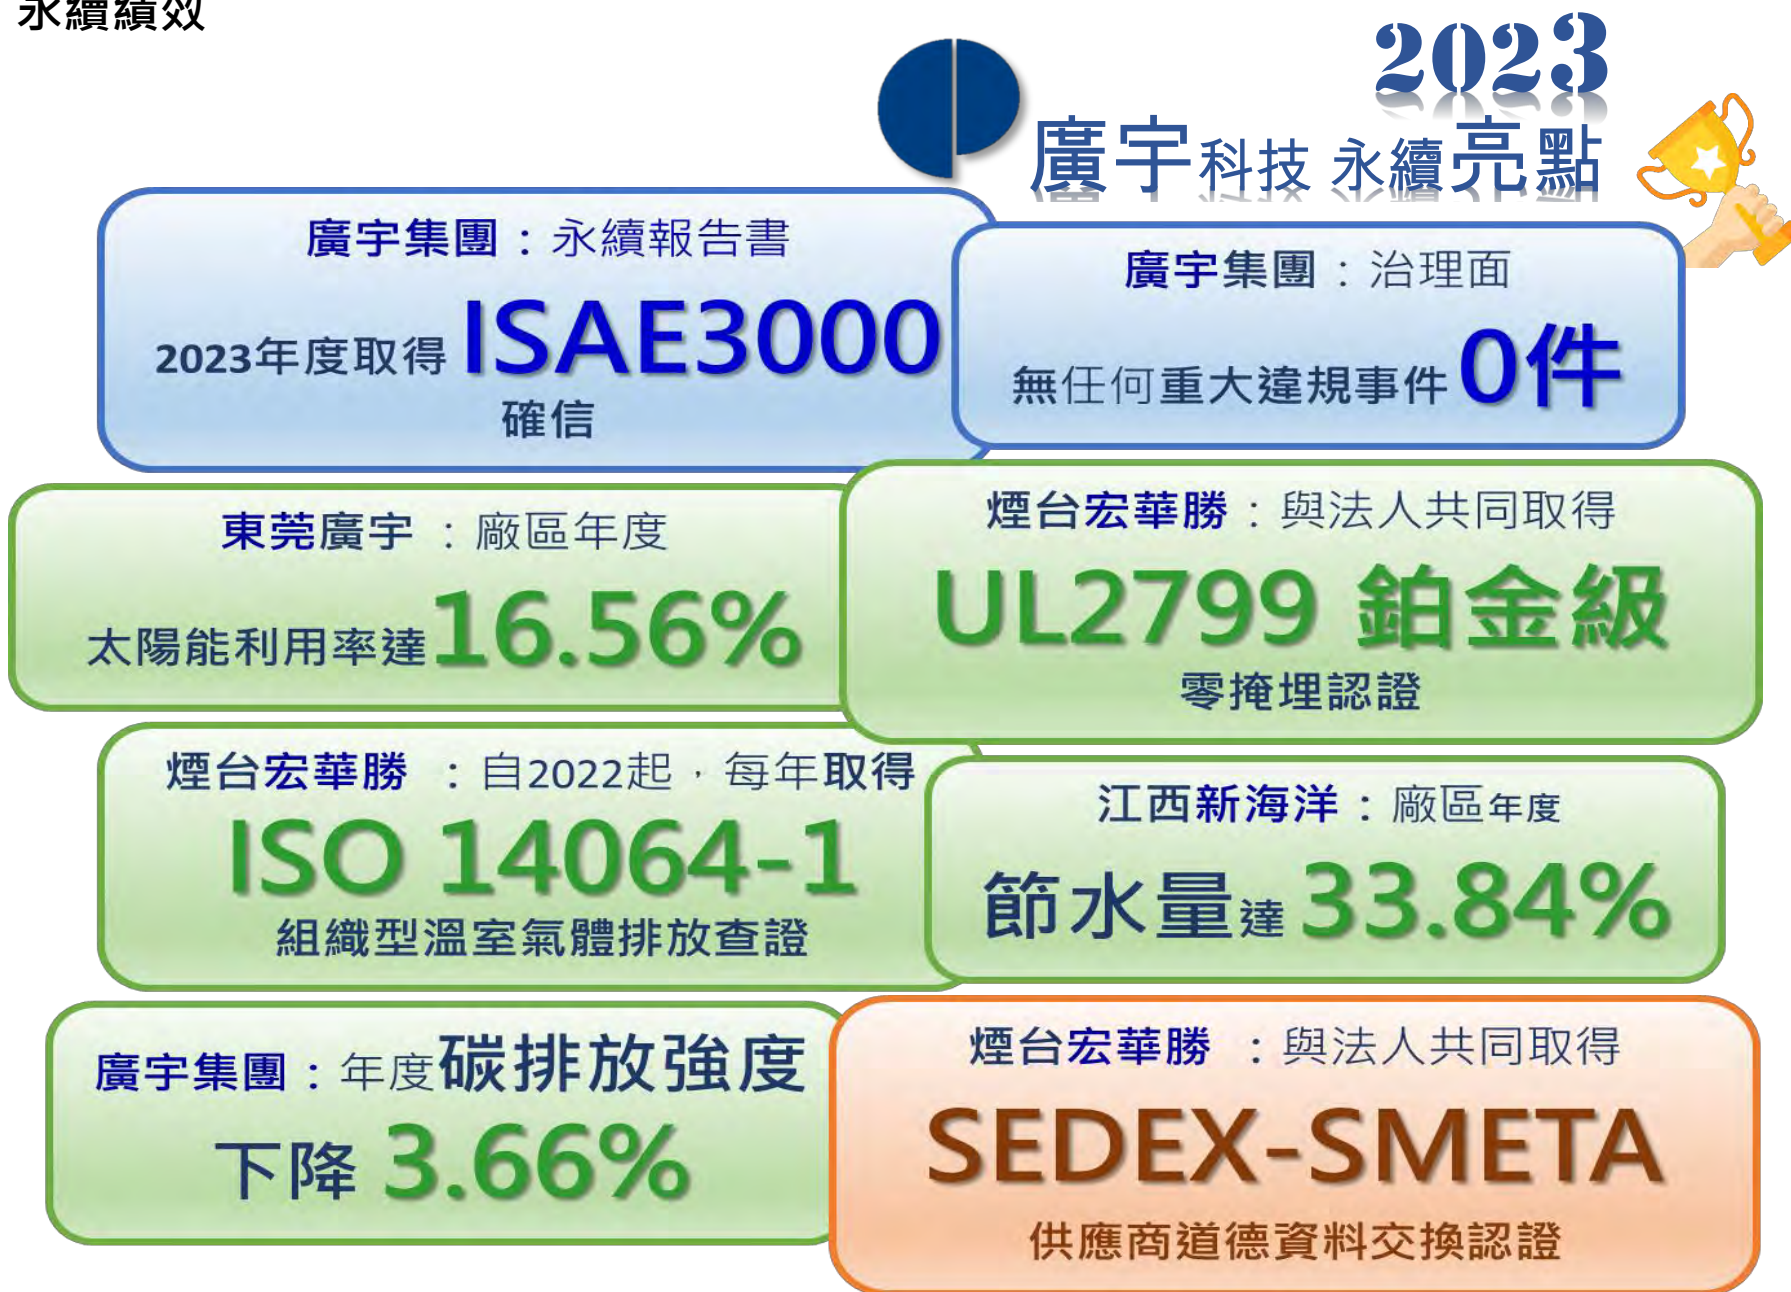 永續績效
2023
廣宇科技 永續亮點
廣宇集團：永續報告書
2023年度取得 ISAE3000
確信
廣宇集團：治理面
無任何重大違規事件 0件
東莞廣宇 ：廠區年度
太陽能利用率達 16.56%
煙台宏華勝：與法人共同取得
UL2799 鉑金級
零掩埋認證
煙台宏華勝 ：自2022起，每年取得
ISO 14064-1
組織型溫室氣體排放查證
江西新海洋：廠區年度
節水量達 33.84%
廣宇集團：年度碳排放強度
下降 3.66%
煙台宏華勝 ：與法人共同取得
SEDEX-SMETA
供應商道德資料交換認證